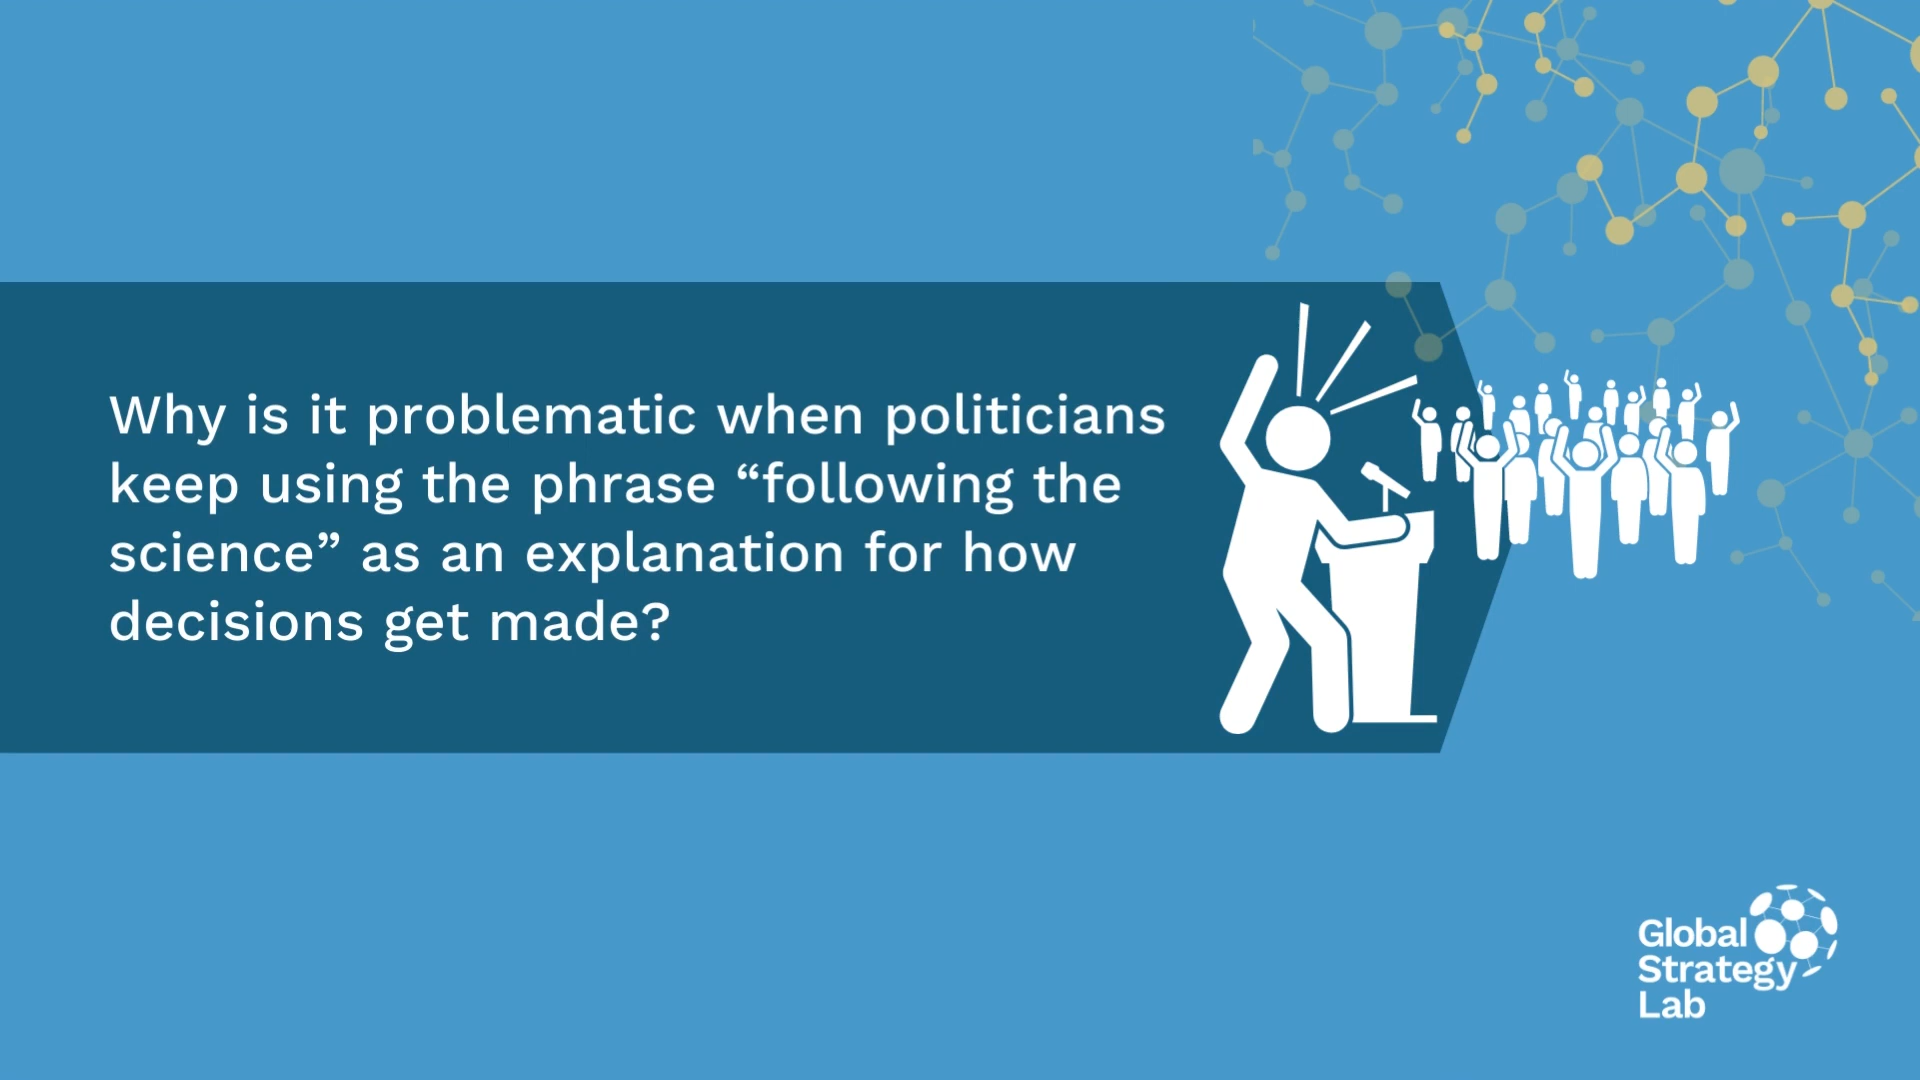 Why is it problematic when politicians
keep using the phrase “following the
science” as an explanation for how
decisions get made?
Global
Strategy
Lab